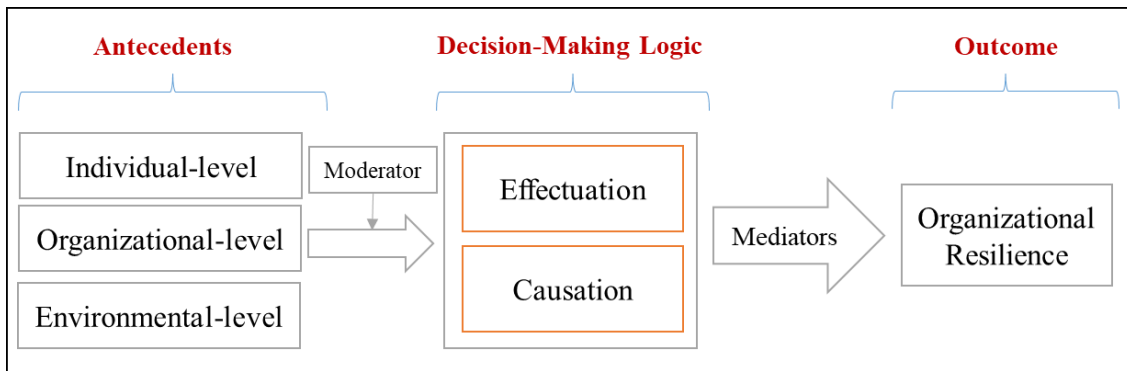 Antecedents
Decision-Making Logic
Outcome
Individual-level
Organizational-level
Environmental-level
Moderator
Effectuation
Causation
Mediators
Organizational
Resilience